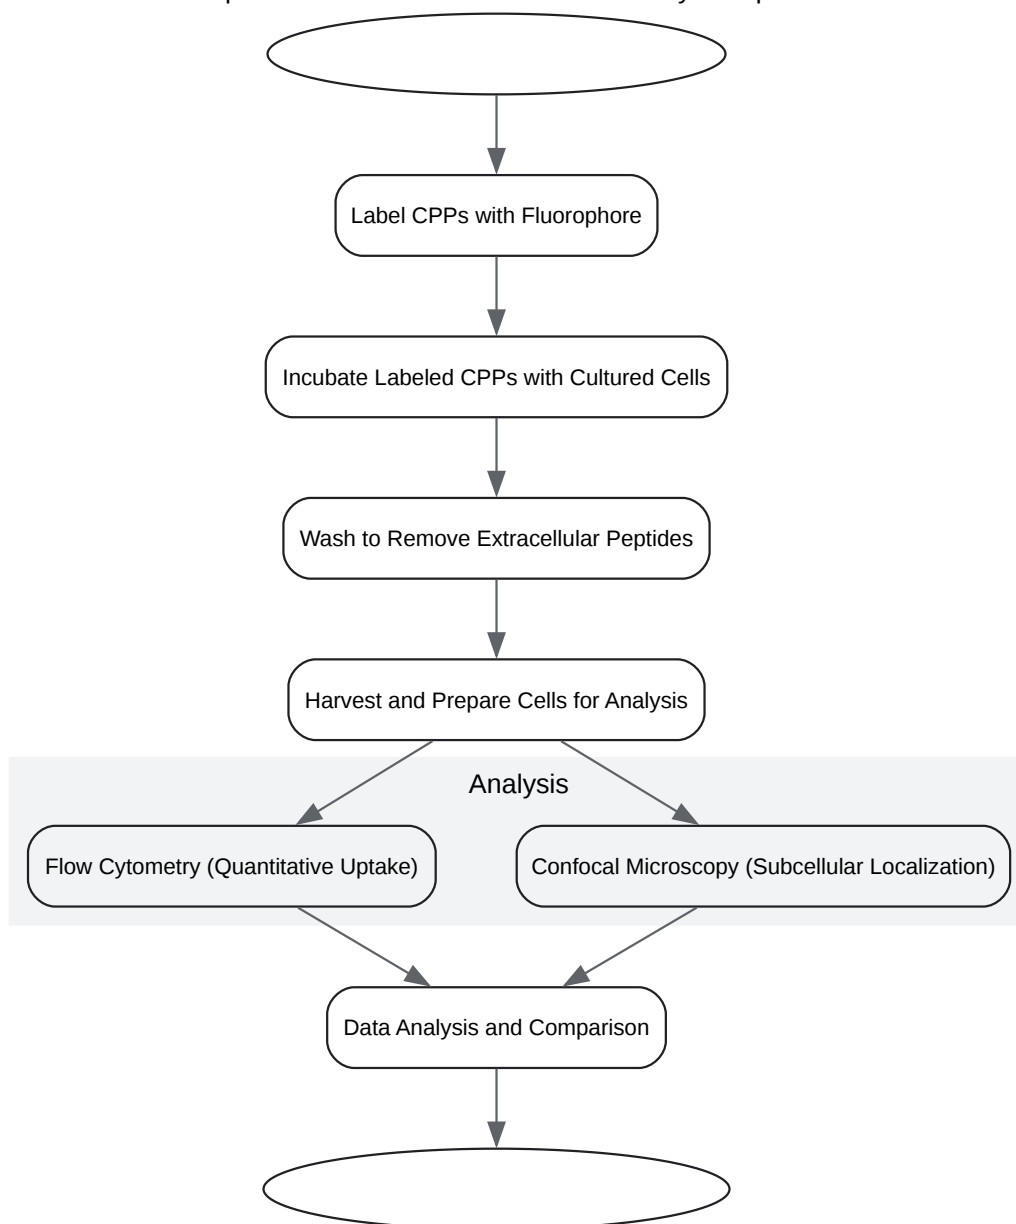 Label CPPs with Fluorophore
Incubate Labeled CPPs with Cultured Cells
Wash to Remove Extracellular Peptides
Harvest and Prepare Cells for Analysis
Analysis
Flow Cytometry (Quantitative Uptake)
Confocal Microscopy (Subcellular Localization)
Data Analysis and Comparison